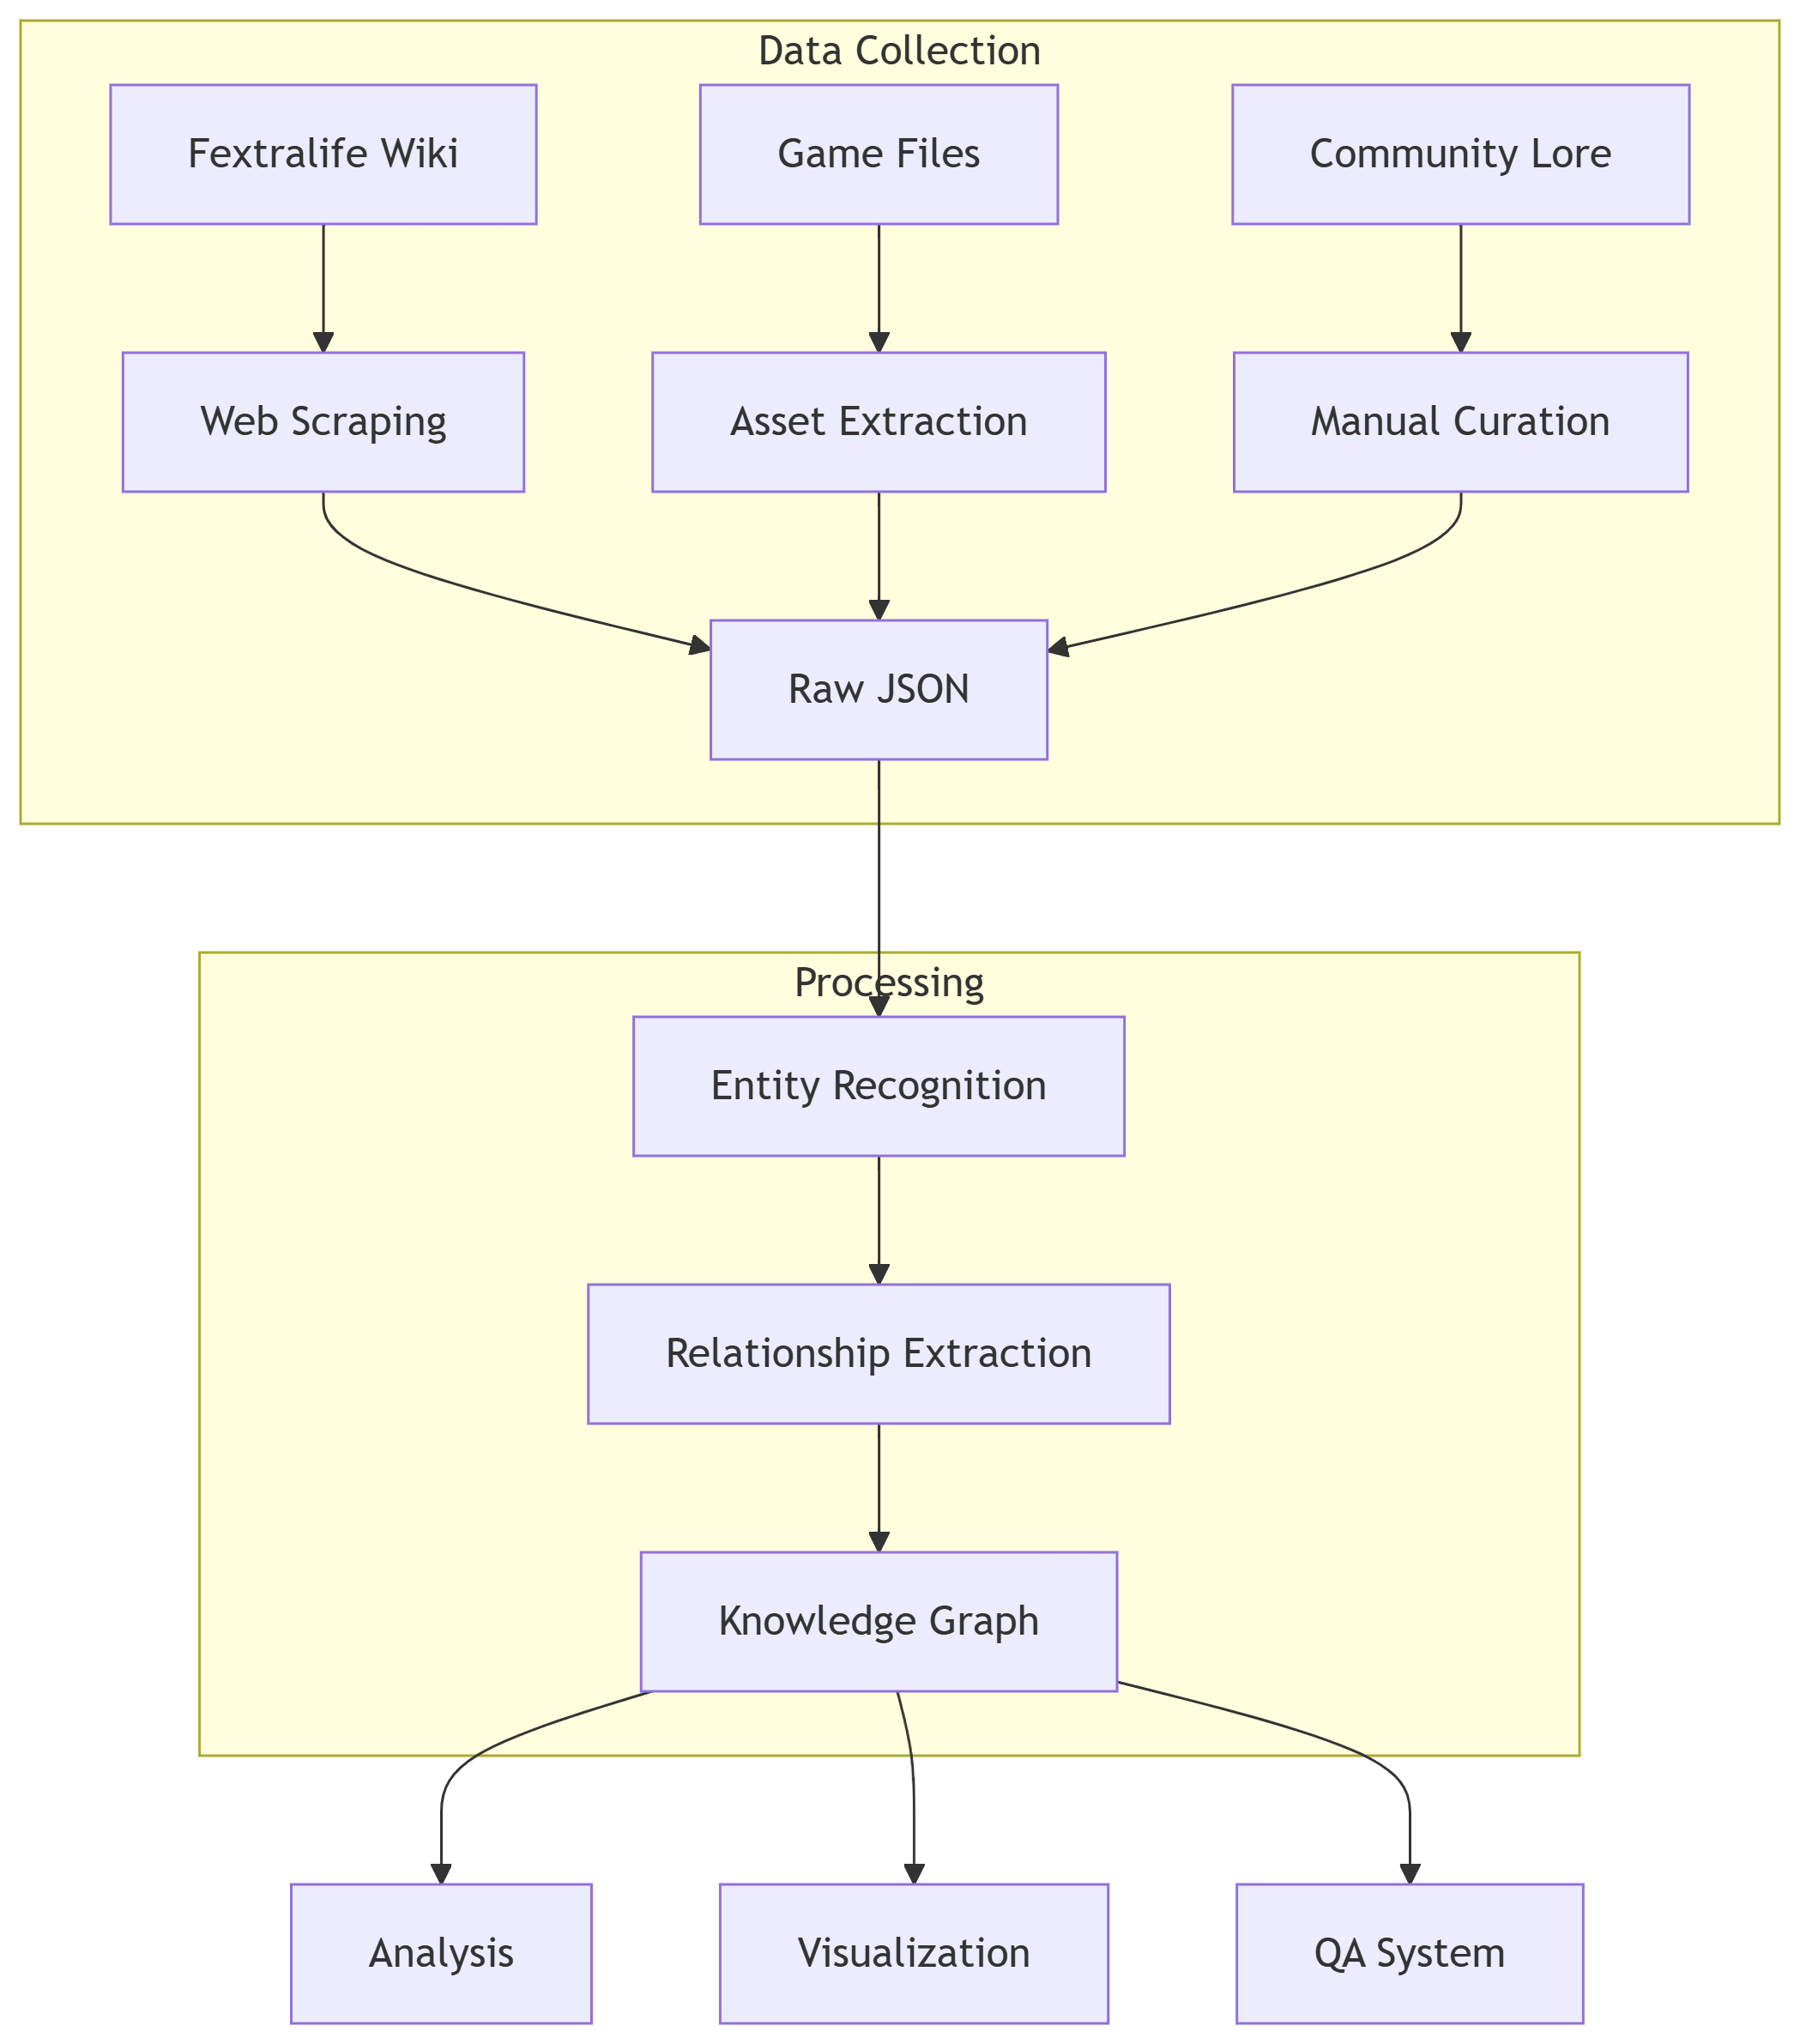 Data Collection
Fextralife Wiki
Game Files
Community Lore
Web Scraping
Asset Extraction
Manual Curation
Raw JSON
Processing
Entity Recognition
Relationship Extraction
Knowledge Graph
Analysis
Visualization
QA System